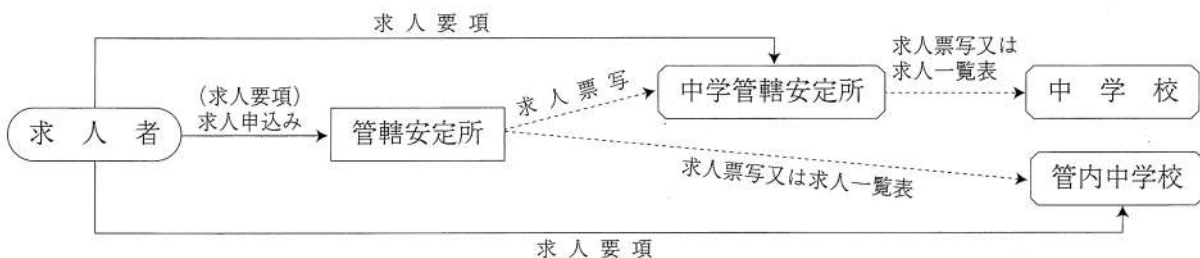 求人要項
求人票写又は
求人一覧表
(求人要項)
求人申込み
求人票写
中学管轄安定所
中学校
求人者
管轄安定所
求人票写又は求人一覧表
管内中学校
求人要項